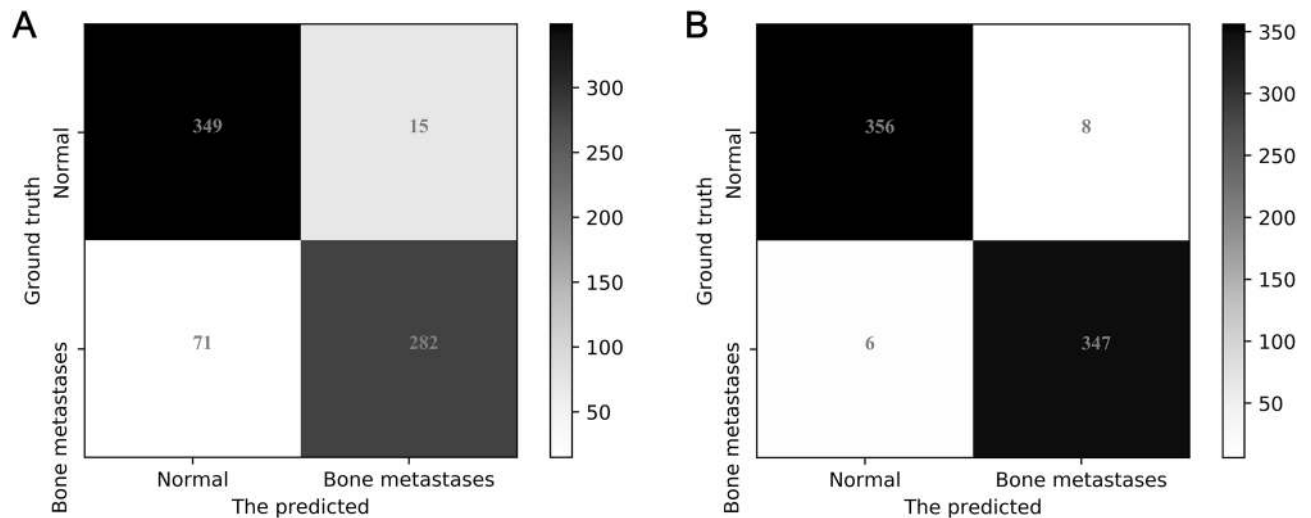 A
Ground truth
Normal
Bone metastases
349
15
71
282
Normal
Bone metastases
The predicted
300
250
200
150
100
50
B
Ground truth
Normal
Bone metastases
356
8
6
347
Normal
Bone metastases
The predicted
350
300
250
200
150
100
50